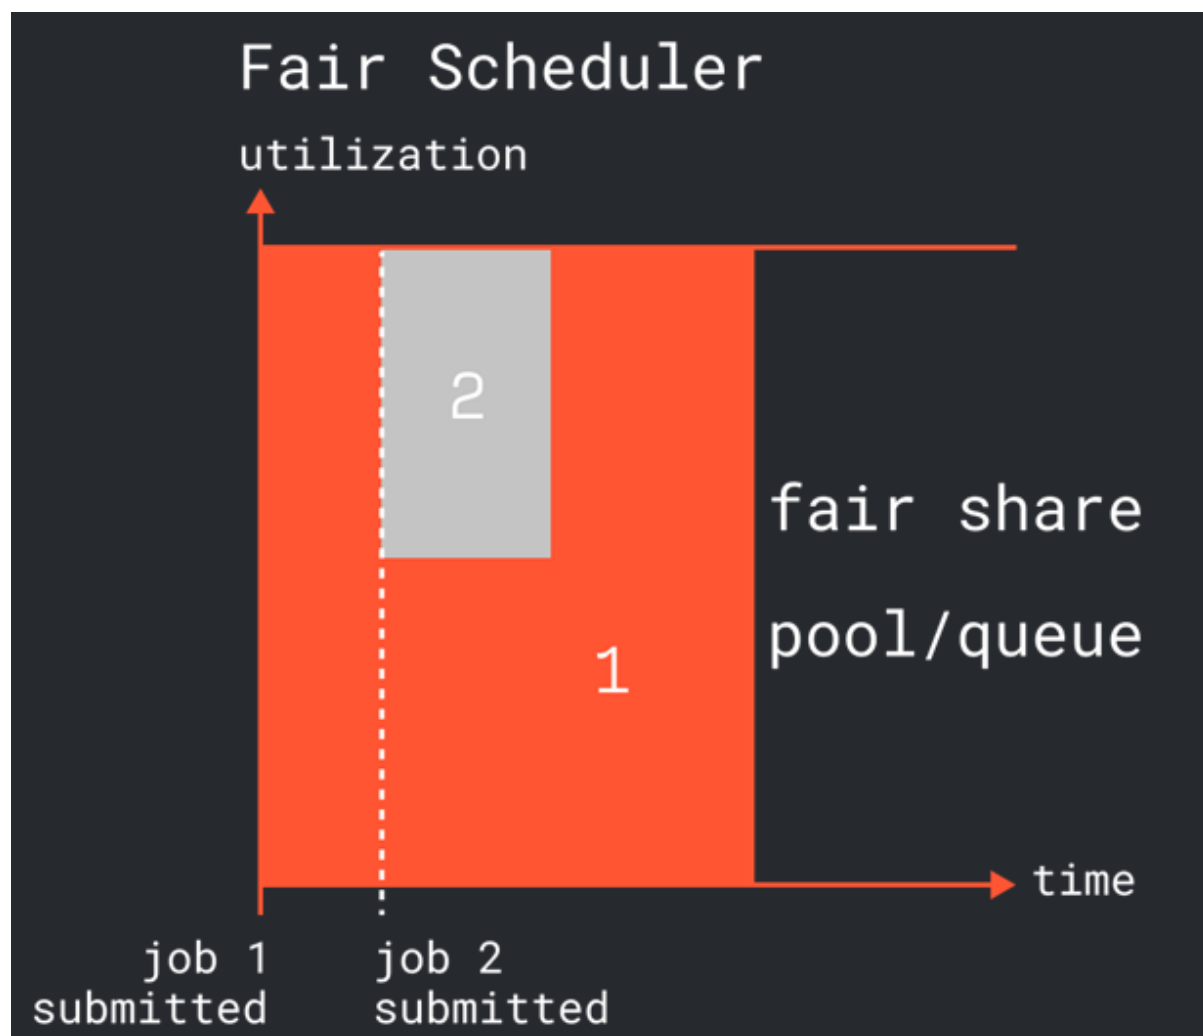 Fair Scheduler
utilization
2
fair share
pool/queue
1
time
job 1
submitted
job 2
submitted